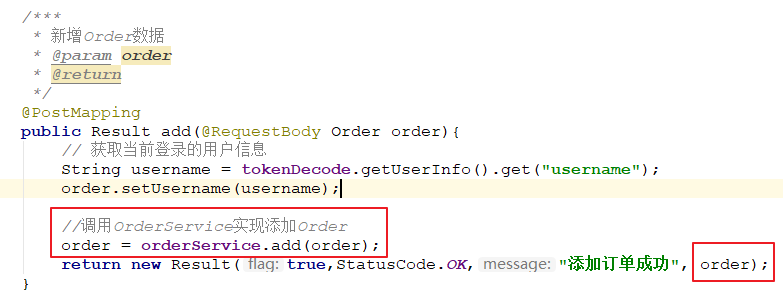 /***
 * 新增Order数据
 * @param order
 * @return
 */
@PostMapping
public Result add(@RequestBody Order order){
    // 获取当前登录的用户信息
    String username = tokenDecode.getUserInfo().get("username");
    order.setUsername(username);
    //调用OrderService实现添加Order
    order = orderService.add(order);
    return new Result( flag: true,StatusCode.OK, message: "添加订单成功", order);
}